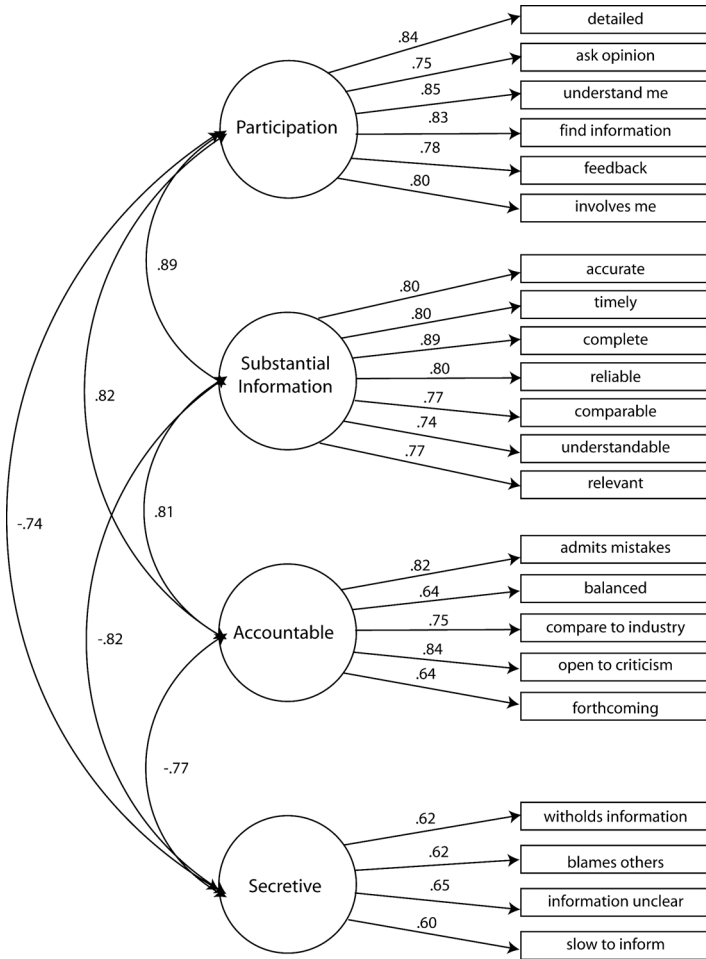 .84
detailed
.75
ask opinion
.85
understand me
Participation
.83
find information
.78
feedback
.80
involves me
.89
.80
accurate
.80
timely
.89
complete
Substantial
Information
.80
reliable
.77
comparable
.82
.74
understandable
.77
relevant
.81
-.74
.82
admits mistakes
.64
balanced
Accountable
.75
compare to industry
-.82
.84
open to criticism
.64
forthcoming
-.77
.62
witholds information
.62
blames others
Secretive
.65
information unclear
.60
slow to inform